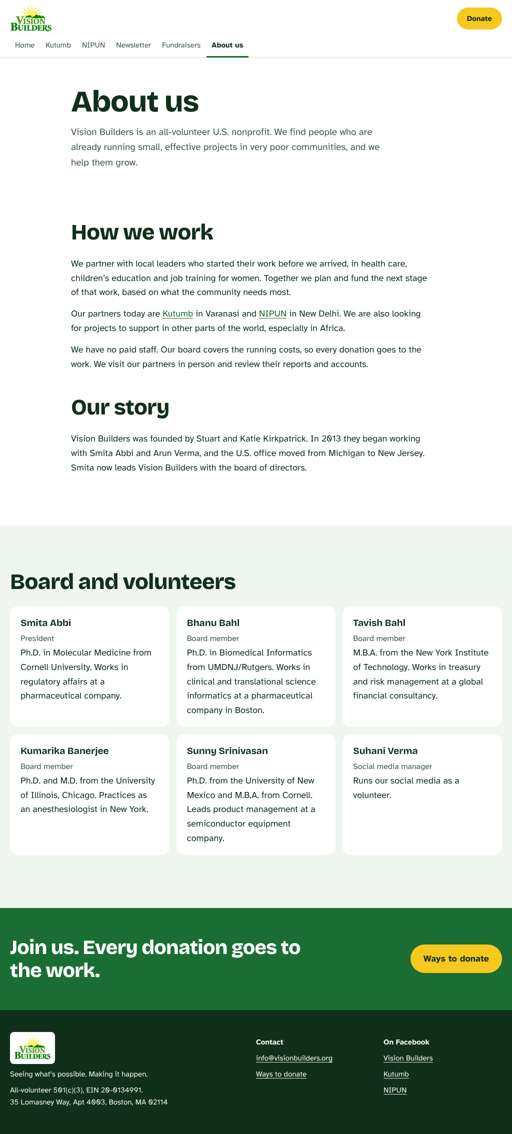 VISION
BUILDERS
Donate
Home Kutumb NIPUN Newsletter Fundraisers About us
About us
Vision Builders is an all-volunteer U.S. nonprofit. We find people who are
already running small, effective projects in very poor communities, and we
help them grow.
How we work
We partner with local leaders who started their work before we arrived, in health care,
children's education and job training for women. Together we plan and fund the next stage
of that work, based on what the community needs most.
Our partners today are Kutumb in Varanasi and NIPUN in New Delhi. We are also looking
for projects to support in other parts of the world, especially in Africa.
We have no paid staff. Our board covers the running costs, so every donation goes to the
work. We visit our partners in person and review their reports and accounts.
Our story
Vision Builders was founded by Stuart and Katie Kirkpatrick. In 2013 they began working
with Smita Abbi and Arun Verma, and the U.S. office moved from Michigan to New Jersey.
Smita now leads Vision Builders with the board of directors.
Board and volunteers
Smita Abbi
President
Ph.D. in Molecular Medicine from
Cornell University. Works in
regulatory affairs at a
pharmaceutical company.
Bhanu Bahl
Board member
Ph.D. in Biomedical Informatics
from UMDNJ/Rutgers. Works in
clinical and translational science
informatics at a pharmaceutical
company in Boston.
Tavish Bahl
Board member
M.B.A. from the New York Institute
of Technology. Works in treasury
and risk management at a global
financial consultancy.
Kumarika Banerjee
Board member
Ph.D. and M.D. from the University
of Illinois, Chicago. Practices as
an anesthesiologist in New York.
Sunny Srinivasan
Board member
Ph.D. from the University of New
Mexico and M.B.A. from Cornell.
Leads product management at a
semiconductor equipment
company.
Suhani Verma
Social media manager
Runs our social media as a
volunteer.
Join us. Every donation goes to
the work.
Ways to donate
VISION
BUILDERS
Seeing what's possible. Making it happen.
All-volunteer 501(c)(3), EIN 20-0134991.
35 Lomasney Way, Apt 4003, Boston, MA 02114
Contact
info@visionbuilders.org
Ways to donate
On Facebook
Vision Builders
Kutumb
NIPUN